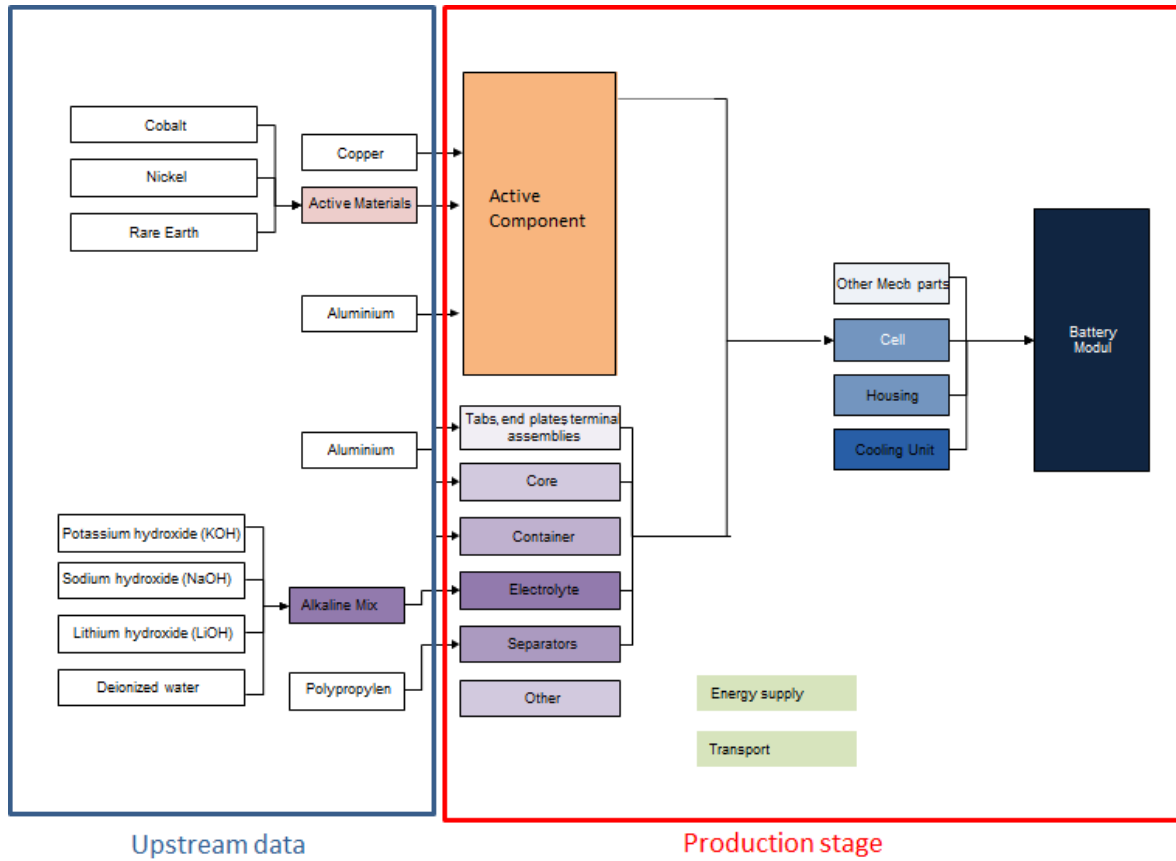 Cobalt
Nickel
Rare Earth
Copper
Active Materials
Aluminium
Aluminium
Potassium hydroxide (KOH)
Sodium hydroxide (NaOH)
Lithium hydroxide (LiOH)
Deionized water
Alkaline Mix
Polypropylen
Active
Component
Tabs, end plates, terminal
assemblies
Core
Container
Electrolyte
Separators
Other
Other Mech parts
Cell
Housing
Cooling Unit
Battery
Modul
Energy supply
Transport
Upstream data
Production stage